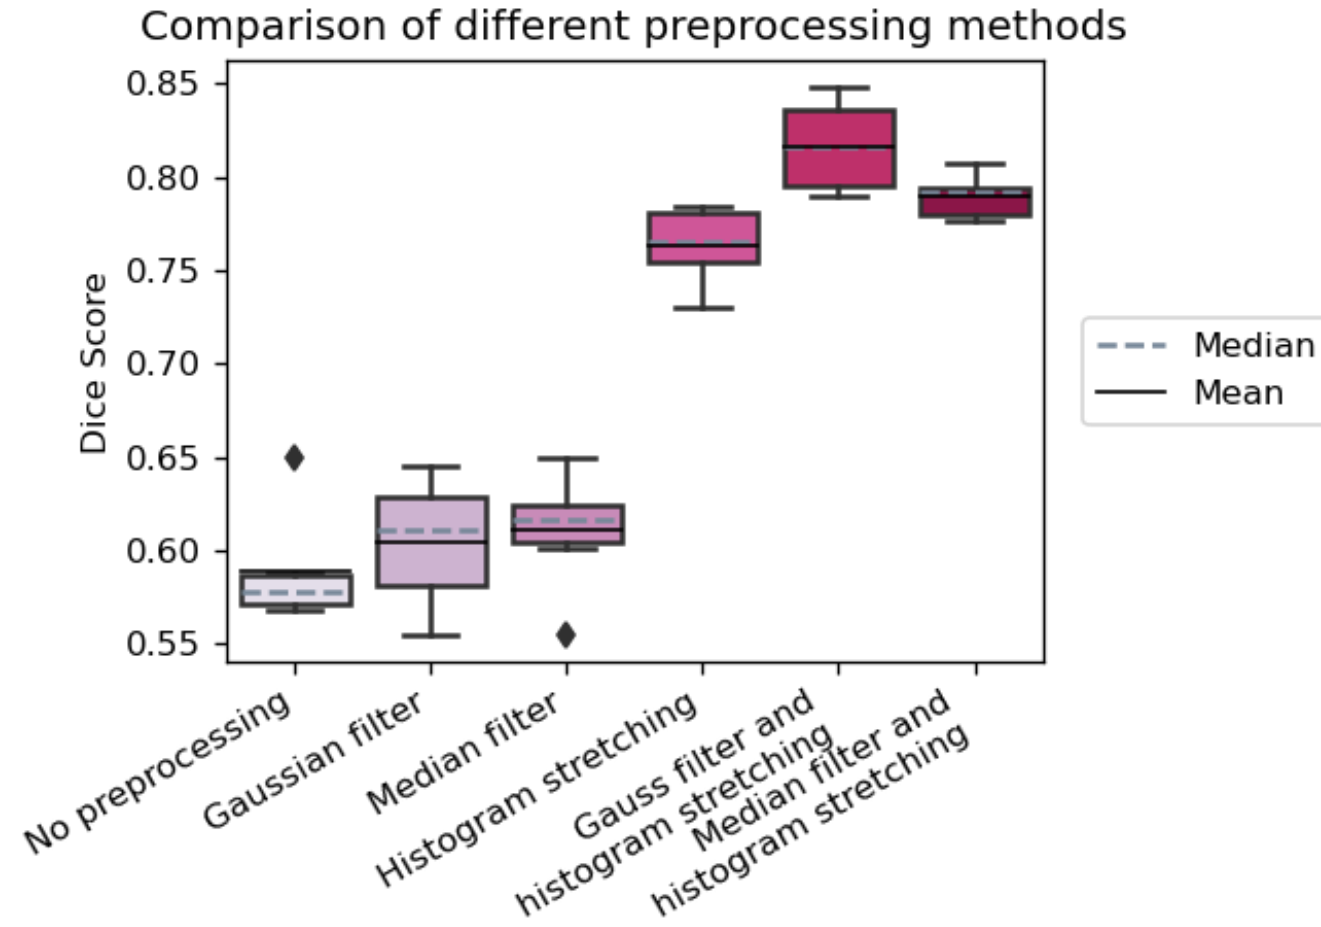 Comparison of different preprocessing methods
Dice Score
0.85
0.80
0.75
0.70
0.65
0.60
0.55
No preprocessing
Gaussian filter
Median filter
Histogram stretching
Gauss filter and
histogram stretching
Median filter and
histogram stretching
Median
Mean